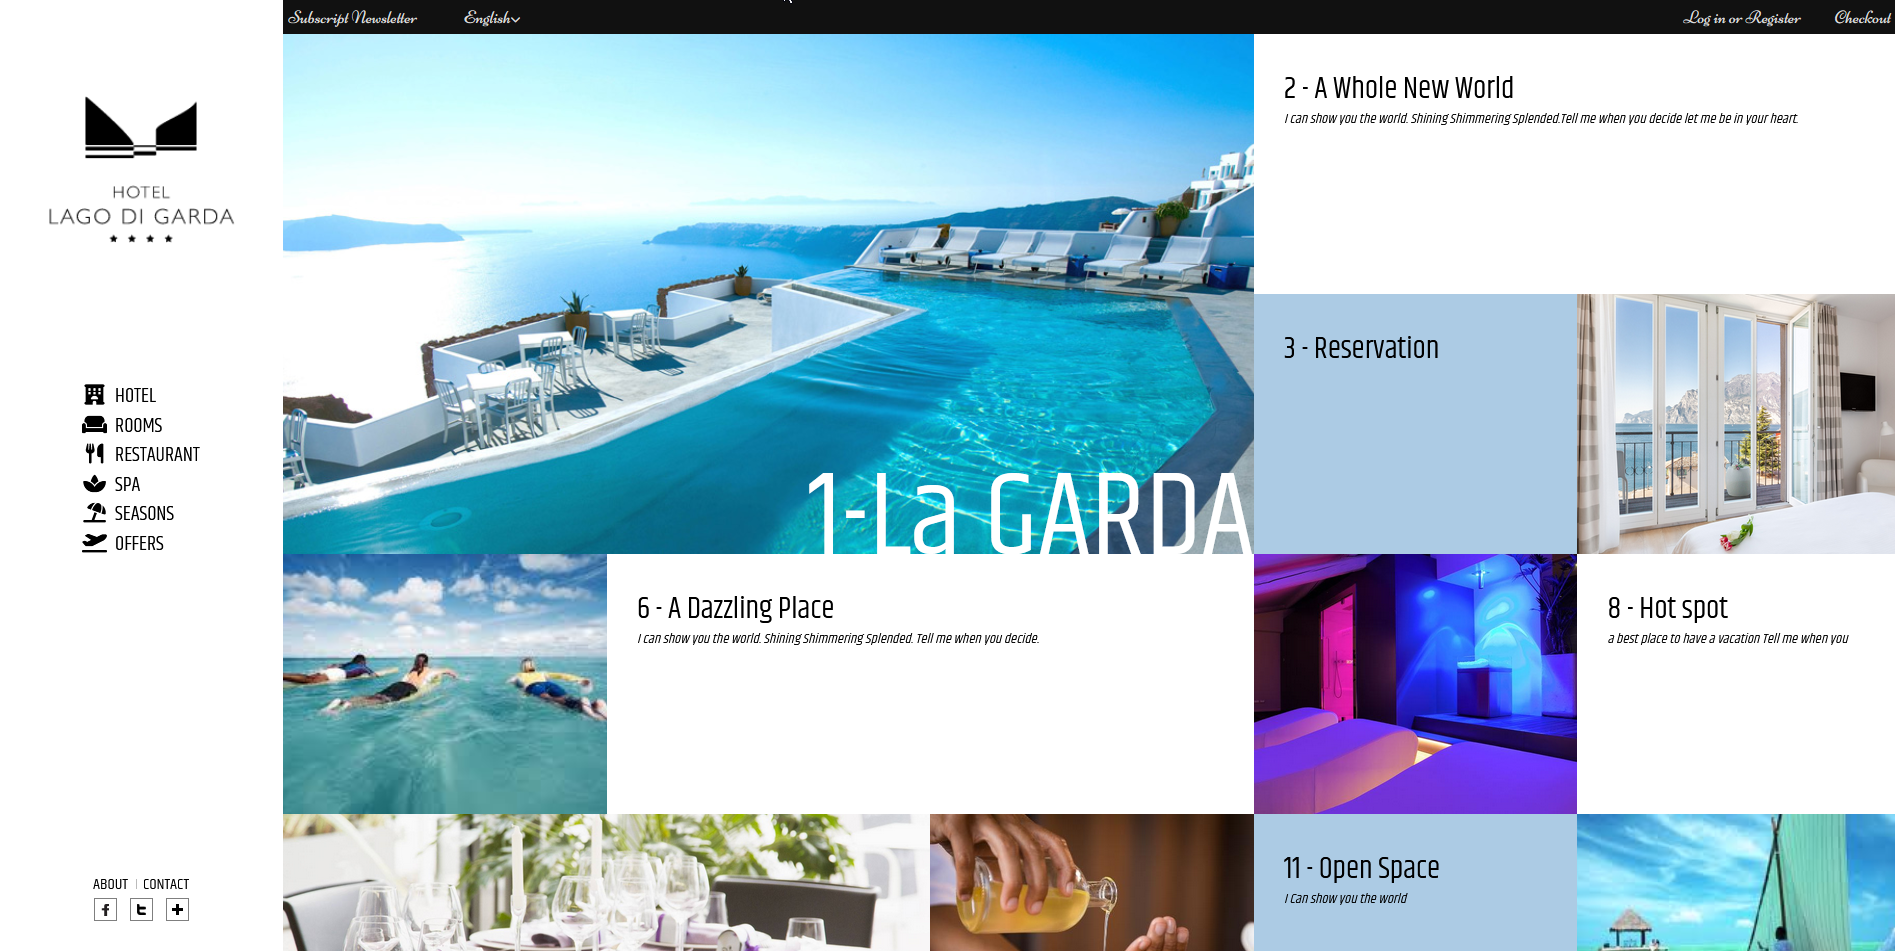 Subscript Newsletter
English
Log in or Register
Checkout
HOTEL
LAGO DI GARDA
HOTEL
ROOMS
RESTAURANT
SPA
SEASONS
OFFERS
ABOUT | CONTACT
1-La GARDA
2 - A Whole New World
I can show you the world. Shining Shimmering Splended.Tell me when you decide let me be in your heart.
3 - Reservation
6 - A Dazzling Place
I can show you the world. Shining Shimmering Splended. Tell me when you decide.
8 - Hot spot
a best place to have a vacation Tell me when you
11 - Open Space
I Can show you the world